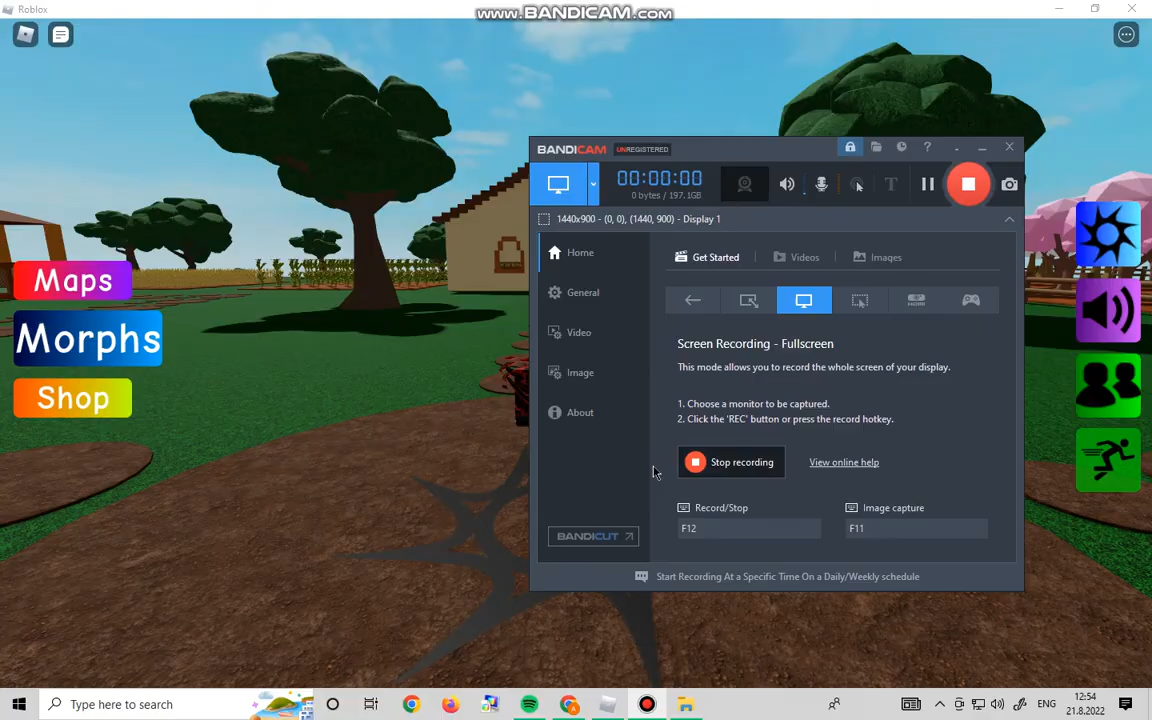 Roblox
www.BANDICAM.com
BANDICAM UNREGISTERED
00:00:00
0 bytes / 197.1GB
1440x900 - (0, 0), (1440, 900) - Display 1
Home
General
Video
Image
About
BANDICUT
Get Started
Videos
Images
Screen Recording - Fullscreen
This mode allows you to record the whole screen of your display.
1. Choose a monitor to be captured.
2. Click the 'REC' button or press the record hotkey.
Stop recording
View online help
Record/Stop
Image capture
F12
F11
Start Recording At a Specific Time On a Daily/Weekly schedule
Maps
Morphs
Shop
Type here to search
ENG
12:54
21.8.2022